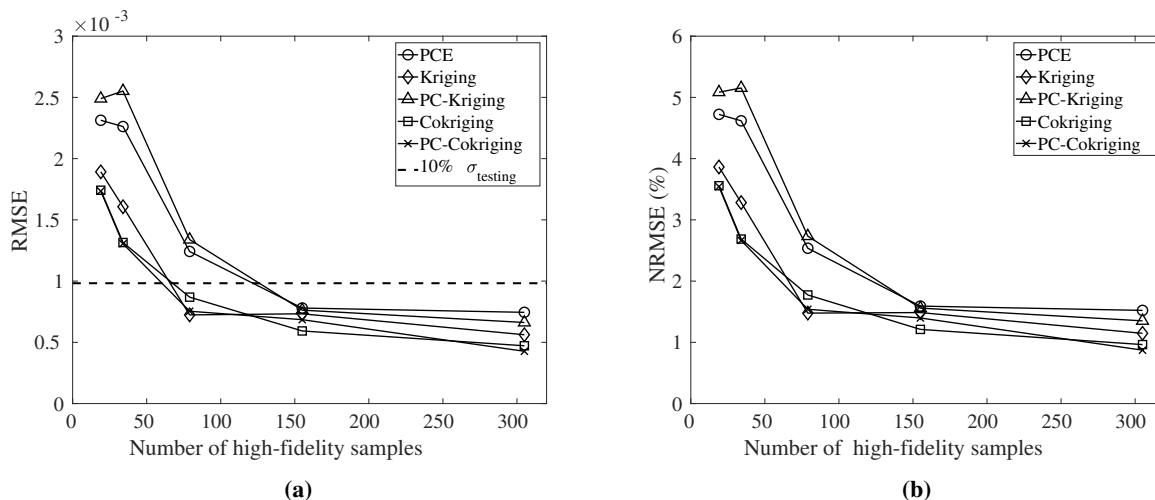 ×10⁻³
3
2.5
2
1.5
1
0.5
0
RMSE
0
50
100
150
200
250
300
Number of high-fidelity samples
PCE
Kriging
PC-Kriging
Cokriging
PC-Cokriging
10% σtesting
(a)
6
5
4
3
2
1
0
NRMSE (%)
0
50
100
150
200
250
300
Number of high-fidelity samples
PCE
Kriging
PC-Kriging
Cokriging
PC-Cokriging
(b)